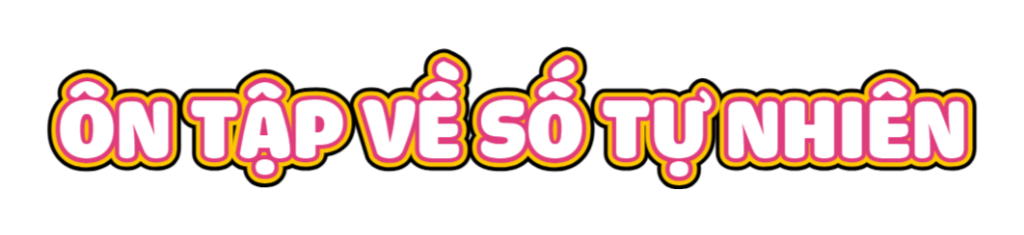 ÔN TẬP VỀ SỐ TỰ NHIÊN